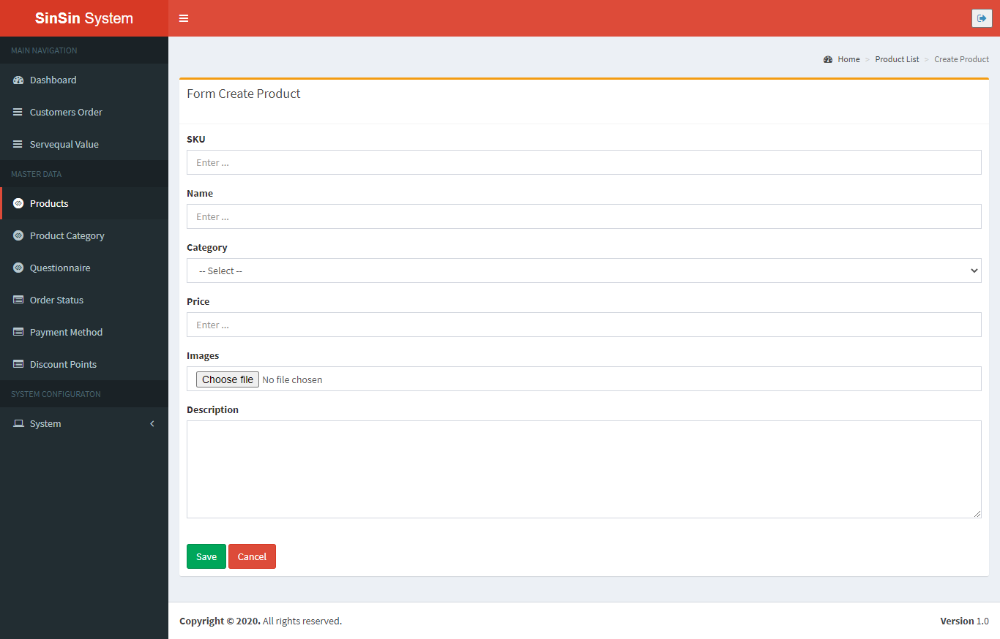 SinSin System
MAIN NAVIGATION
Dashboard
Customers Order
Servequal Value
MASTER DATA
Products
Product Category
Questionnaire
Order Status
Payment Method
Discount Points
SYSTEM CONFIGURATON
System
Home > Product List > Create Product
Form Create Product
SKU
Enter ...
Name
Enter ...
Category
-- Select --
Price
Enter ...
Images
Choose file No file chosen
Description
Save Cancel
Copyright © 2020. All rights reserved. Version 1.0